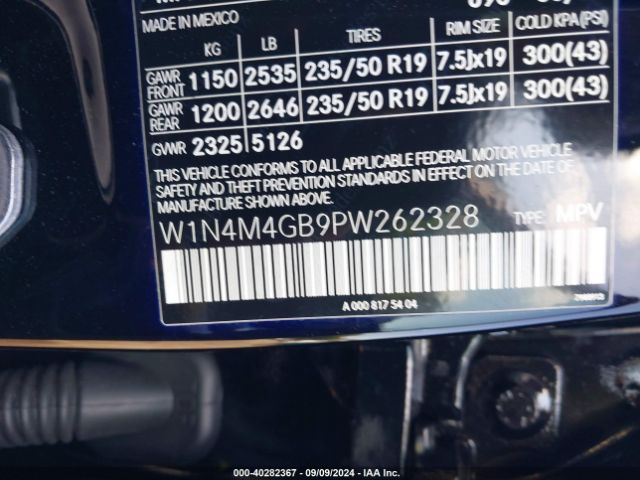 MADE IN MEXICO
KG LB TIRES RIM SIZE COLD KPA(PSI)
GAWR FRONT 1150 2535 235/50 R19 7.5Jx19 300(43)
GAWR REAR 1200 2646 235/50 R19 7.5Jx19 300(43)
GVWR 2325 5126
THIS VEHICLE CONFORMS TO ALL APPLICABLE FEDERAL MOTOR VEHICLE
SAFETY AND THEFT PREVENTION STANDARDS IN EFFECT ON THE DATE OF
MANUFACTURE SHOWN ABOVE.
W1N4M4GB9PW262328 TYPE: MPV
A 000 817 54 04
000-40282367 - 09/09/2024 - IAA Inc.